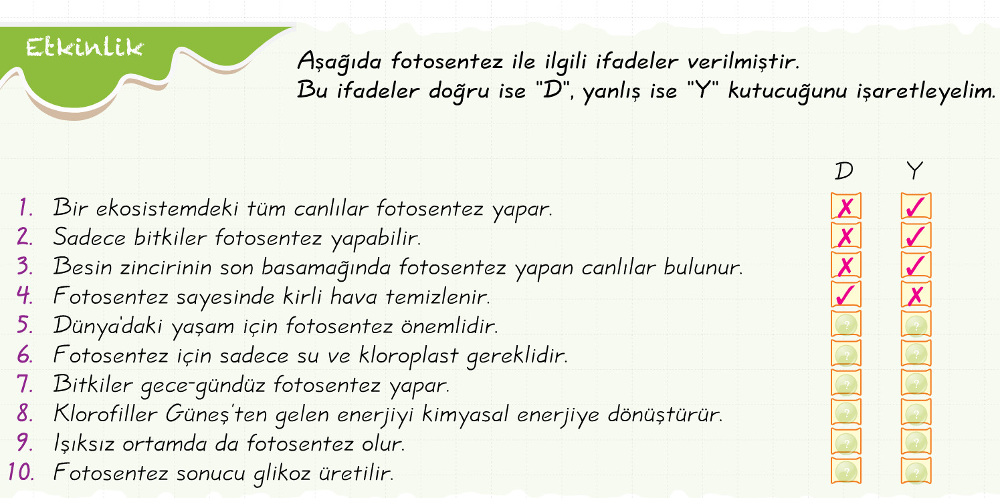 Etkinlik
Aşağıda fotosentez ile ilgili ifadeler verilmiştir.
Bu ifadeler doğru ise "D", yanlış ise "Y" kutucuğunu işaretleyelim.
D Y
1. Bir ekosistemdeki tüm canlılar fotosentez yapar. ✗ ✓
2. Sadece bitkiler fotosentez yapabilir. ✗ ✓
3. Besin zincirinin son basamağında fotosentez yapan canlılar bulunur. ✗ ✓
4. Fotosentez sayesinde kirli hava temizlenir. ✓ ✗
5. Dünya'daki yaşam için fotosentez önemlidir. ? ?
6. Fotosentez için sadece su ve kloroplast gereklidir. ? ?
7. Bitkiler gece-gündüz fotosentez yapar. ? ?
8. Klorofiller Güneş'ten gelen enerjiyi kimyasal enerjiye dönüştürür. ? ?
9. Işıksız ortamda da fotosentez olur. ? ?
10. Fotosentez sonucu glikoz üretilir. ? ?